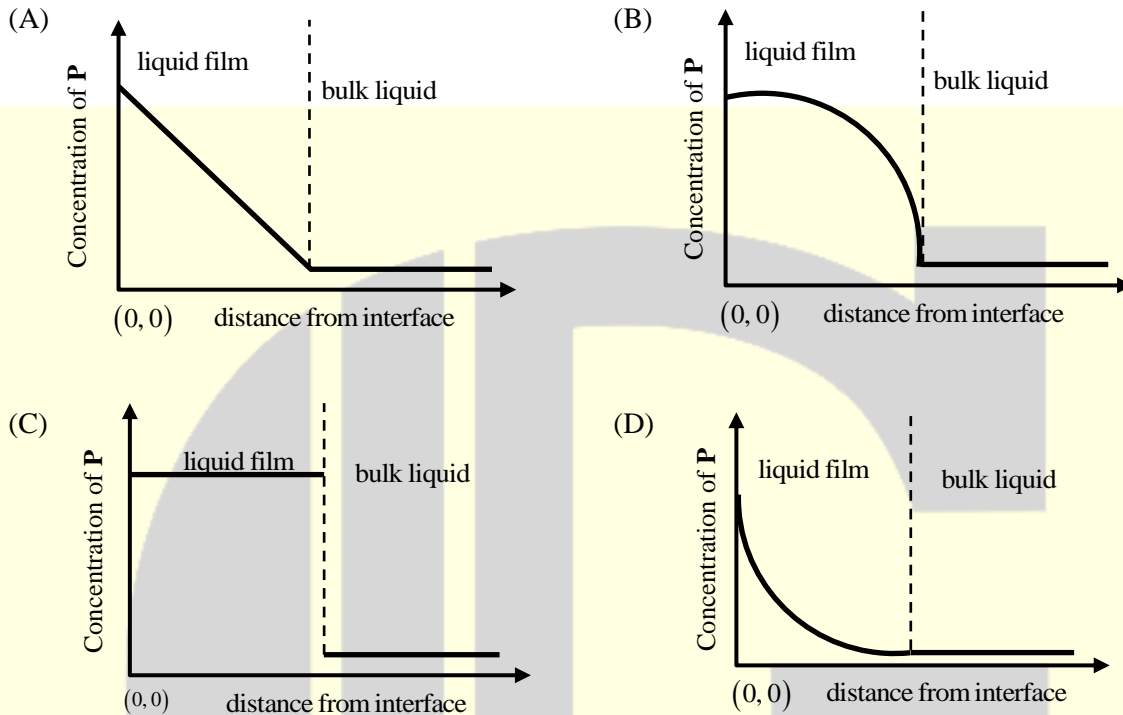 (A)
liquid film
bulk liquid
Concentration of P
(0, 0)
distance from interface
(B)
liquid film
bulk liquid
Concentration of P
(0, 0)
distance from interface
(C)
liquid film
bulk liquid
Concentration of P
(0, 0)
distance from interface
(D)
liquid film
bulk liquid
Concentration of P
(0, 0)
distance from interface